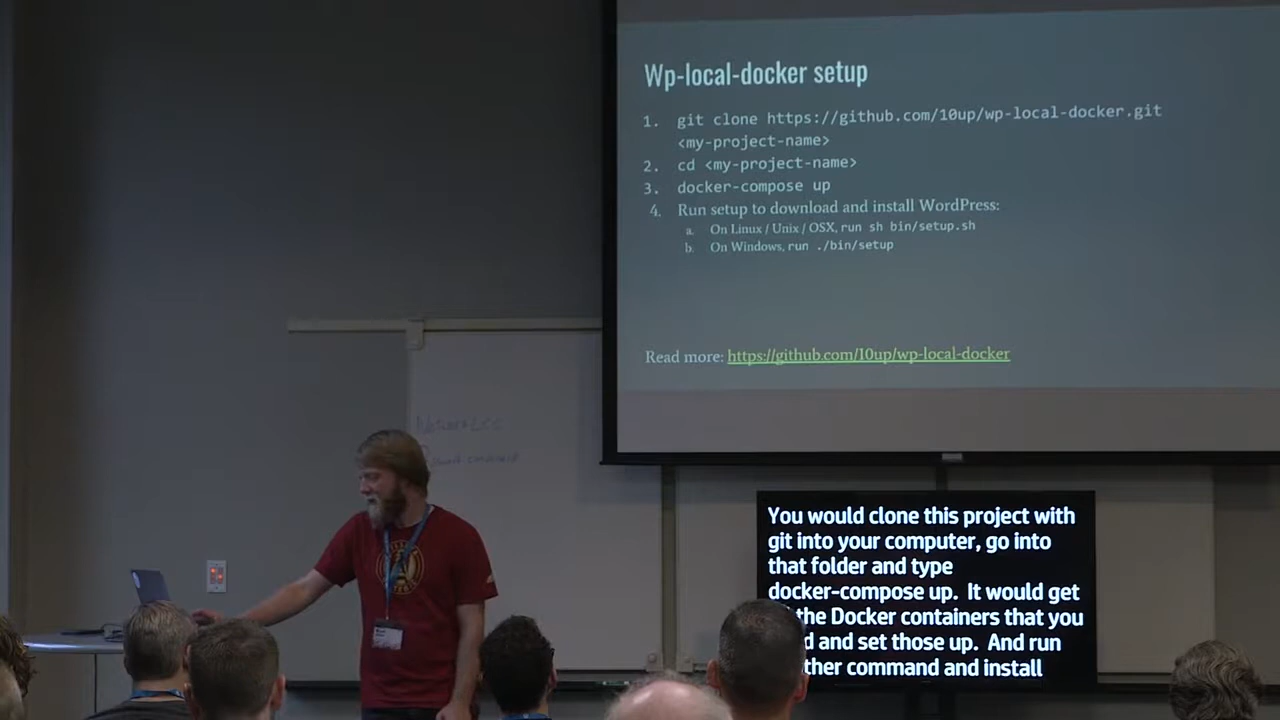 Wp-local-docker setup
1. git clone https://github.com/10up/wp-local-docker.git
<my-project-name>
2. cd <my-project-name>
3. docker-compose up
4. Run setup to download and install WordPress:
a. On Linux / Unix / OSX, run sh bin/setup.sh
b. On Windows, run ./bin/setup
Read more: https://github.com/10up/wp-local-docker
You would clone this project with
git into your computer, go into
that folder and type
docker-compose up. It would get
the Docker containers that you
and set those up. And run
command and install